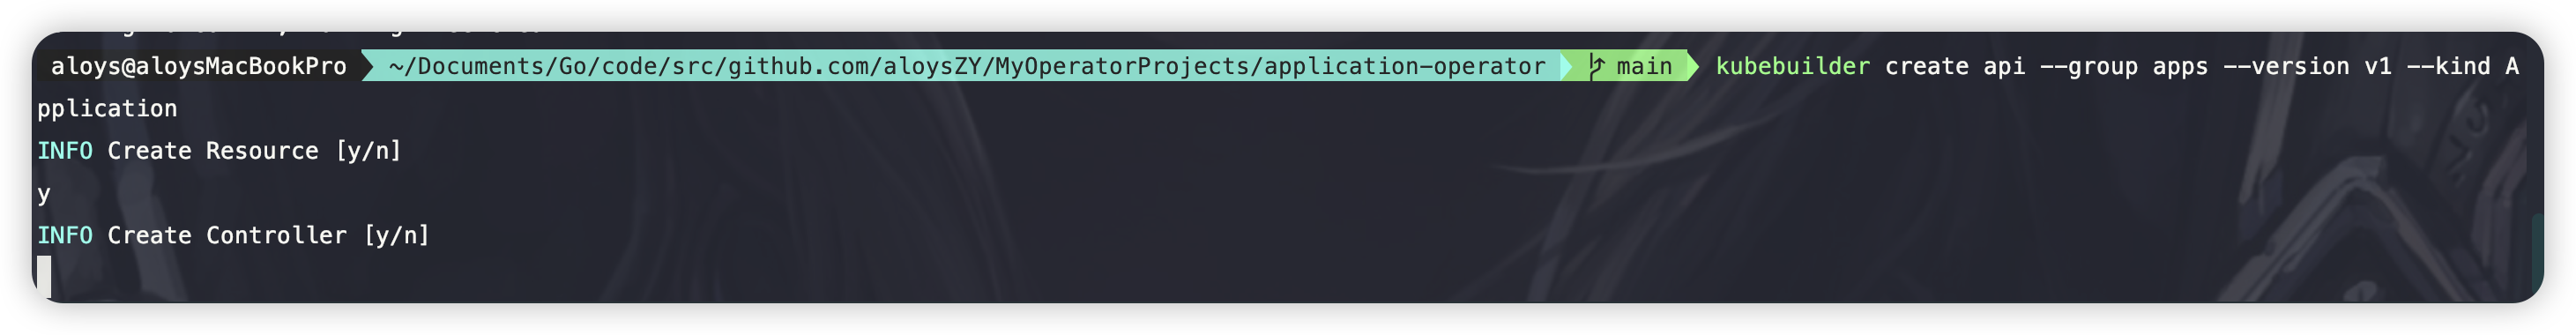 aloys@aloysMacBookPro ~/Documents/Go/code/src/github.com/aloysZY/MyOperatorProjects/application-operator main kubebuilder create api --group apps --version v1 --kind A
pplication
INFO Create Resource [y/n]
y
INFO Create Controller [y/n]